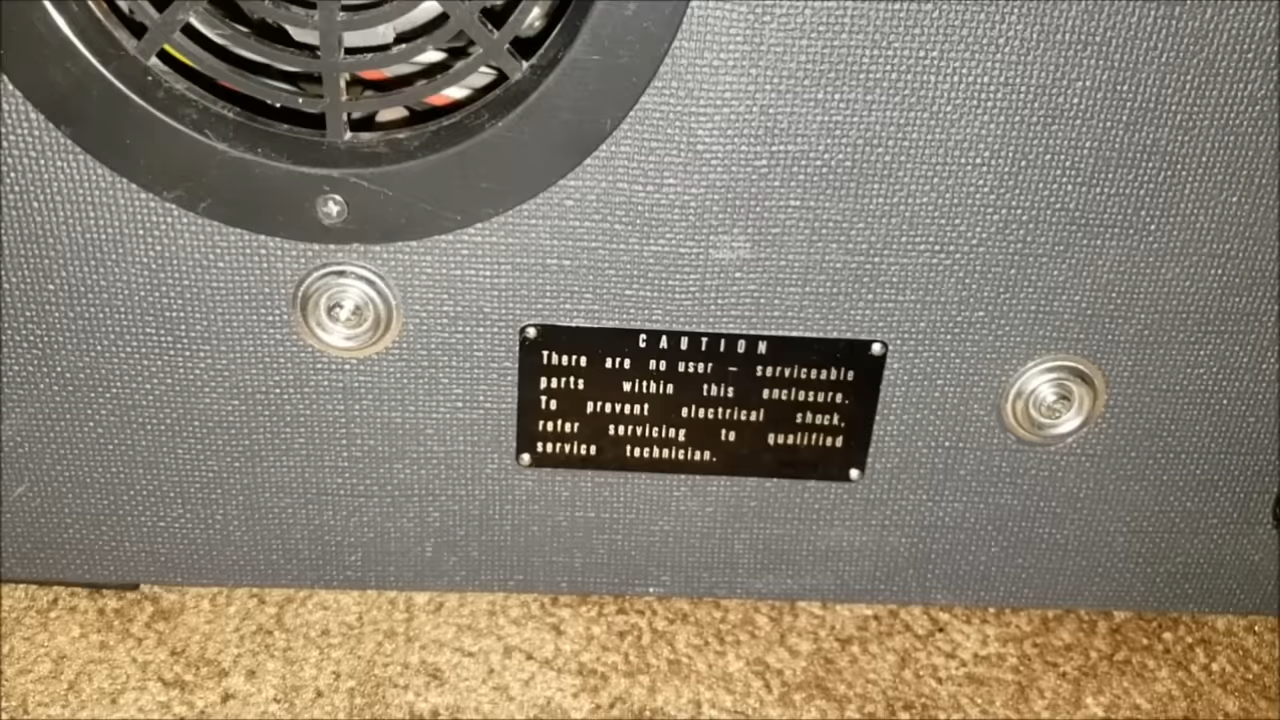 CAUTION
There are no user - serviceable
parts within this enclosure.
To prevent electrical shock,
refer servicing to qualified
service technician.